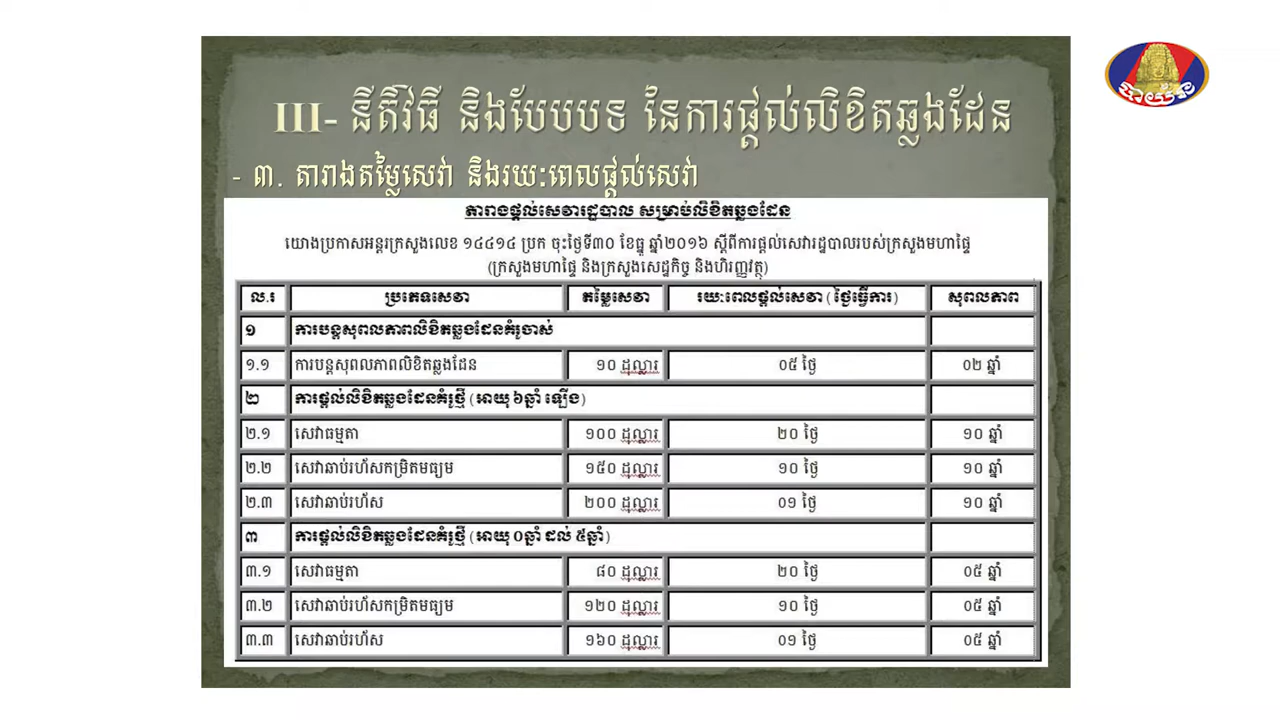 III- នីតិវិធី និងបែបបទ នៃការផ្ដល់លិខិតឆ្លងដែន
- ៣. តារាងតម្លៃសេវា និងរយៈពេលផ្ដល់សេវា
តារាងផ្ដល់សេវារដ្ឋបាល សម្រាប់លិខិតឆ្លងដែន
យោងប្រកាសអន្តរក្រសួងលេខ ១៤៤១៤ ប្រក ចុះថ្ងៃទី៣០ ខែធ្នូ ឆ្នាំ២០១៦ ស្ដីពីការផ្ដល់សេវារដ្ឋបាលរបស់ក្រសួងមហាផ្ទៃ
(ក្រសួងមហាផ្ទៃ និងក្រសួងសេដ្ឋកិច្ច និងហិរញ្ញវត្ថុ)
ល.រ ប្រភេទសេវា តម្លៃសេវា រយៈពេលផ្ដល់សេវា (ថ្ងៃធ្វើការ) សុពលភាព
១ ការបន្តសុពលភាពលិខិតឆ្លងដែនគំរូចាស់
១.១ ការបន្តសុពលភាពលិខិតឆ្លងដែន ១០ ដុល្លារ ០៥ ថ្ងៃ ០២ ឆ្នាំ
២ ការផ្ដល់លិខិតឆ្លងដែនគំរូថ្មី (អាយុ ៦ឆ្នាំ ឡើង)
២.១ សេវាធម្មតា ១០០ ដុល្លារ ២០ ថ្ងៃ ១០ ឆ្នាំ
២.២ សេវាឆាប់រហ័សកម្រិតមធ្យម ១៥០ ដុល្លារ ១០ ថ្ងៃ ១០ ឆ្នាំ
២.៣ សេវាឆាប់រហ័ស ២០០ ដុល្លារ ០១ ថ្ងៃ ១០ ឆ្នាំ
៣ ការផ្ដល់លិខិតឆ្លងដែនគំរូថ្មី (អាយុ ០ឆ្នាំ ដល់ ៥ឆ្នាំ)
៣.១ សេវាធម្មតា ៨០ ដុល្លារ ២០ ថ្ងៃ ០៥ ឆ្នាំ
៣.២ សេវាឆាប់រហ័សកម្រិតមធ្យម ១២០ ដុល្លារ ១០ ថ្ងៃ ០៥ ឆ្នាំ
៣.៣ សេវាឆាប់រហ័ស ១៦០ ដុល្លារ ០១ ថ្ងៃ ០៥ ឆ្នាំ
បាយ័ន